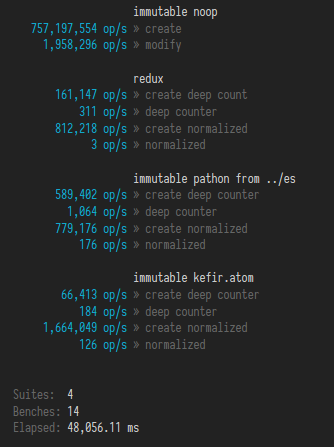 immutable noop
757,197,554 op/s » create
1,958,296 op/s » modify
redux
161,147 op/s » create deep count
311 op/s » deep counter
812,218 op/s » create normalized
3 op/s » normalized
immutable pathon from ../es
589,402 op/s » create deep counter
1,064 op/s » deep counter
779,176 op/s » create normalized
176 op/s » normalized
immutable kefir.atom
66,413 op/s » create deep counter
184 op/s » deep counter
1,664,049 op/s » create normalized
126 op/s » normalized
Suites: 4
Benches: 14
Elapsed: 48,056.11 ms